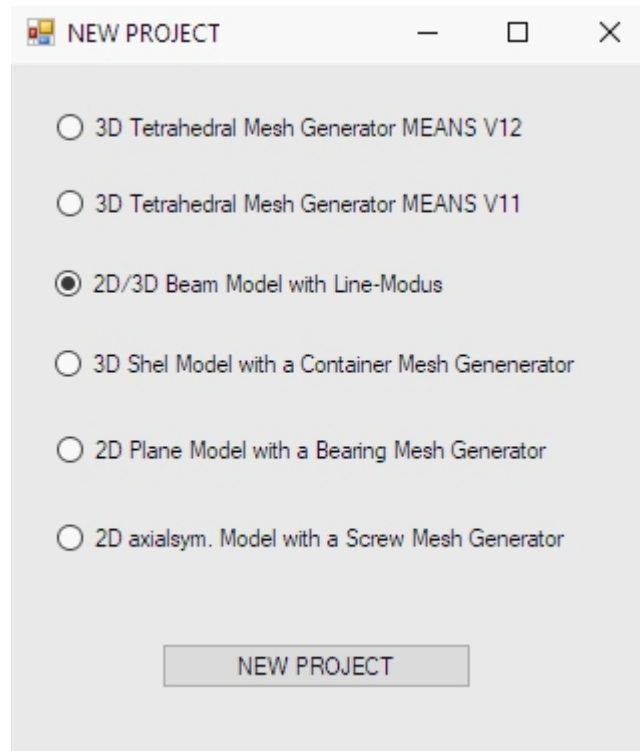 NEW PROJECT
3D Tetrahedral Mesh Generator MEANS V12
3D Tetrahedral Mesh Generator MEANS V11
2D/3D Beam Model with Line-Modus
3D Shel Model with a Container Mesh Genenerator
2D Plane Model with a Bearing Mesh Generator
2D axialsym. Model with a Screw Mesh Generator
NEW PROJECT